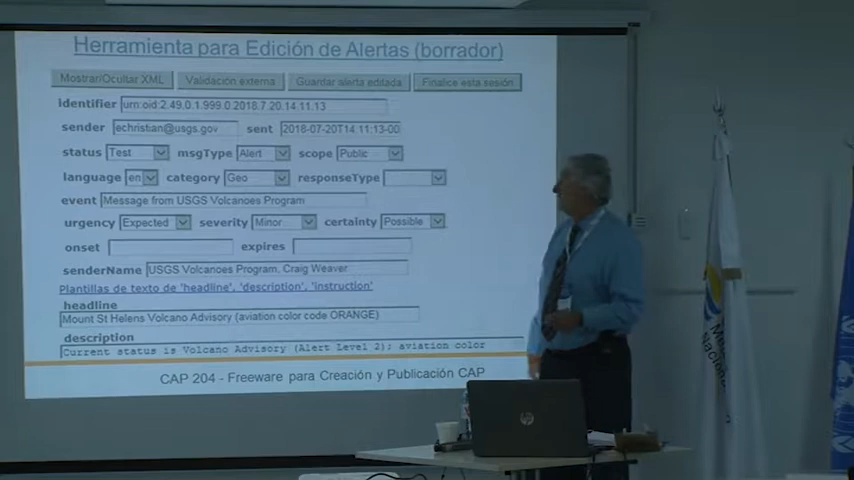 Herramienta para Edición de Alertas (borrador)
Mostrar/Ocultar XML Validación externa Guardar alerta editada Finalice esta sesión
identifier urn:oid:2.49.0.1.999.0.2018.7.20.14.11.13
sender echristian@usgs.gov sent 2018-07-20T14:11:13-00
status Test msgType Alert scope Public
language en category Geo responseType
event Message from USGS Volcanoes Program
urgency Expected severity Minor certainty Possible
onset expires
senderName USGS Volcanoes Program, Craig Weaver
Plantillas de texto de 'headline', 'description', 'instruction'
headline
Mount St Helens Volcano Advisory (aviation color code ORANGE)
description
Current status is Volcano Advisory (Alert Level 2); aviation color
CAP 204 - Freeware para Creación y Publicación de CAP
hp